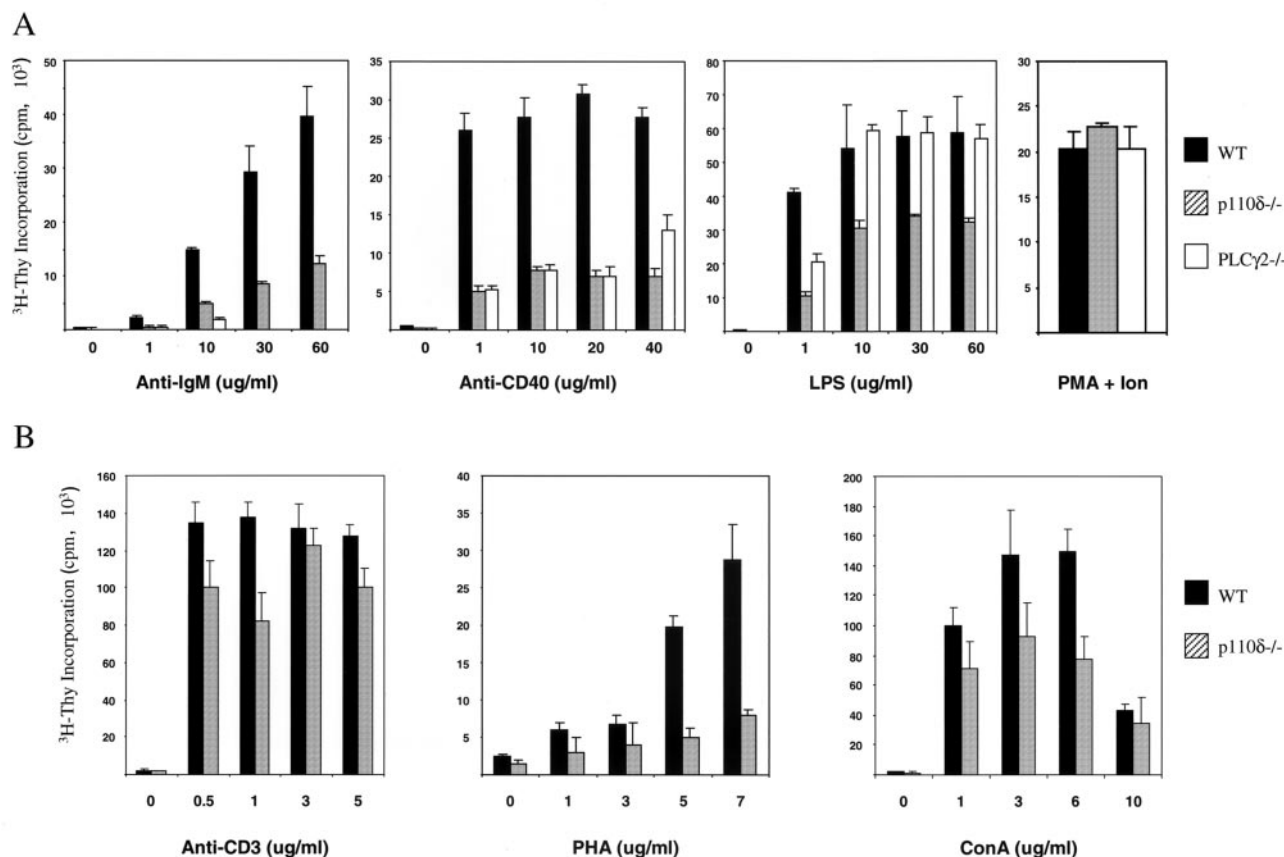 A
³H-Thy Incorporation (cpm, 10³)
50
40
30
20
10
0 1 10 30 60
Anti-IgM (ug/ml)
35
30
25
20
15
10
5
0 1 10 20 40
Anti-CD40 (ug/ml)
80
70
60
50
40
30
20
10
0 1 10 30 60
LPS (ug/ml)
30
25
20
15
10
5
0
PMA + Ion
WT
p110δ-/-
PLCγ2-/-
B
³H-Thy Incorporation (cpm, 10³)
160
140
120
100
80
60
40
20
0 0.5 1 3 5
Anti-CD3 (ug/ml)
40
35
30
25
20
15
10
5
0 1 3 5 7
PHA (ug/ml)
200
180
160
140
120
100
80
60
40
20
0 1 3 6 10
ConA (ug/ml)
WT
p110δ-/-